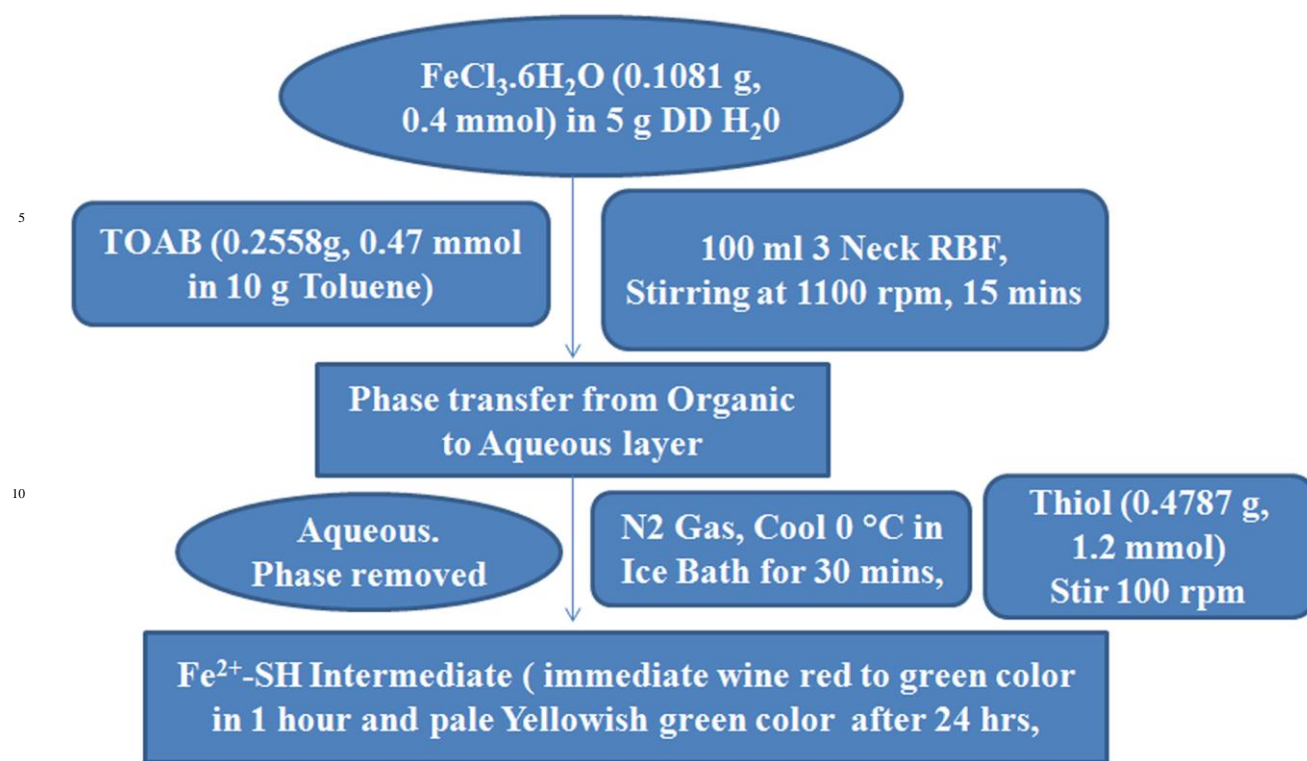 FeCl₃.6H₂O (0.1081 g,
0.4 mmol) in 5 g DD H₂0
5
TOAB (0.2558g, 0.47 mmol
in 10 g Toluene)
100 ml 3 Neck RBF,
Stirring at 1100 rpm, 15 mins
Phase transfer from Organic
to Aqueous layer
10
Aqueous.
Phase removed
N2 Gas, Cool 0 °C in
Ice Bath for 30 mins,
Thiol (0.4787 g,
1.2 mmol)
Stir 100 rpm
Fe²⁺-SH Intermediate ( immediate wine red to green color
in 1 hour and pale Yellowish green color after 24 hrs,